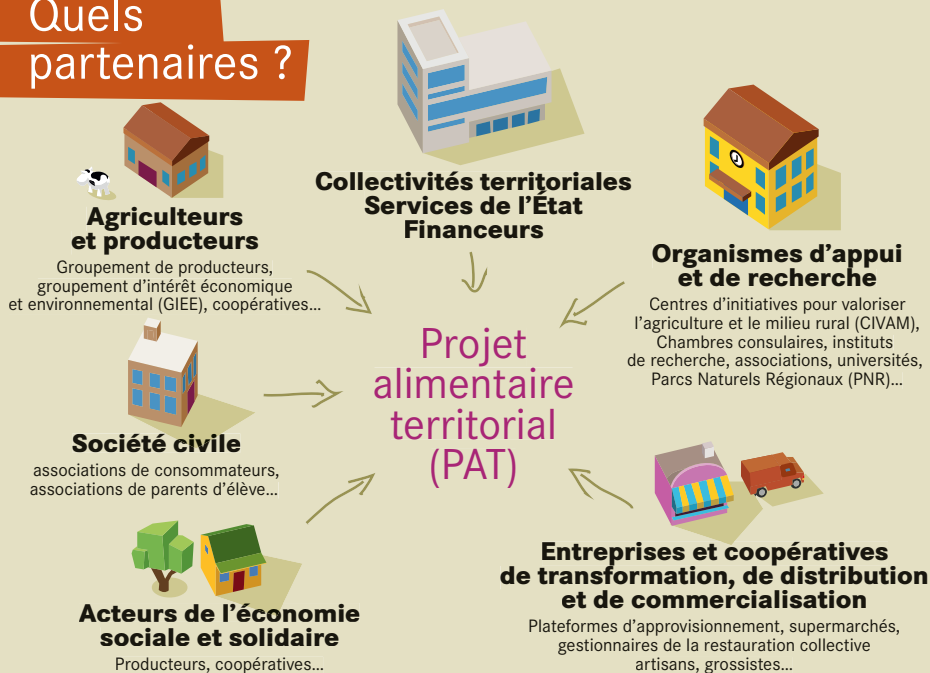 Quels
partenaires ?
Agriculteurs
et producteurs
Groupement de producteurs,
groupement d'intérêt économique
et environnemental (GIEE), coopératives...
Collectivités territoriales
Services de l'État
Financeurs
Organismes d'appui
et de recherche
Centres d'initiatives pour valoriser
l'agriculture et le milieu rural (CIVAM),
Chambres consulaires, instituts
de recherche, associations, universités,
Parcs Naturels Régionaux (PNR)...
Projet
alimentaire
territorial
(PAT)
Société civile
associations de consommateurs,
associations de parents d'élève...
Acteurs de l'économie
sociale et solidaire
Producteurs, coopératives...
Entreprises et coopératives
de transformation, de distribution
et de commercialisation
Plateformes d'approvisionnement, supermarchés,
gestionnaires de la restauration collective
artisans, grossistes...